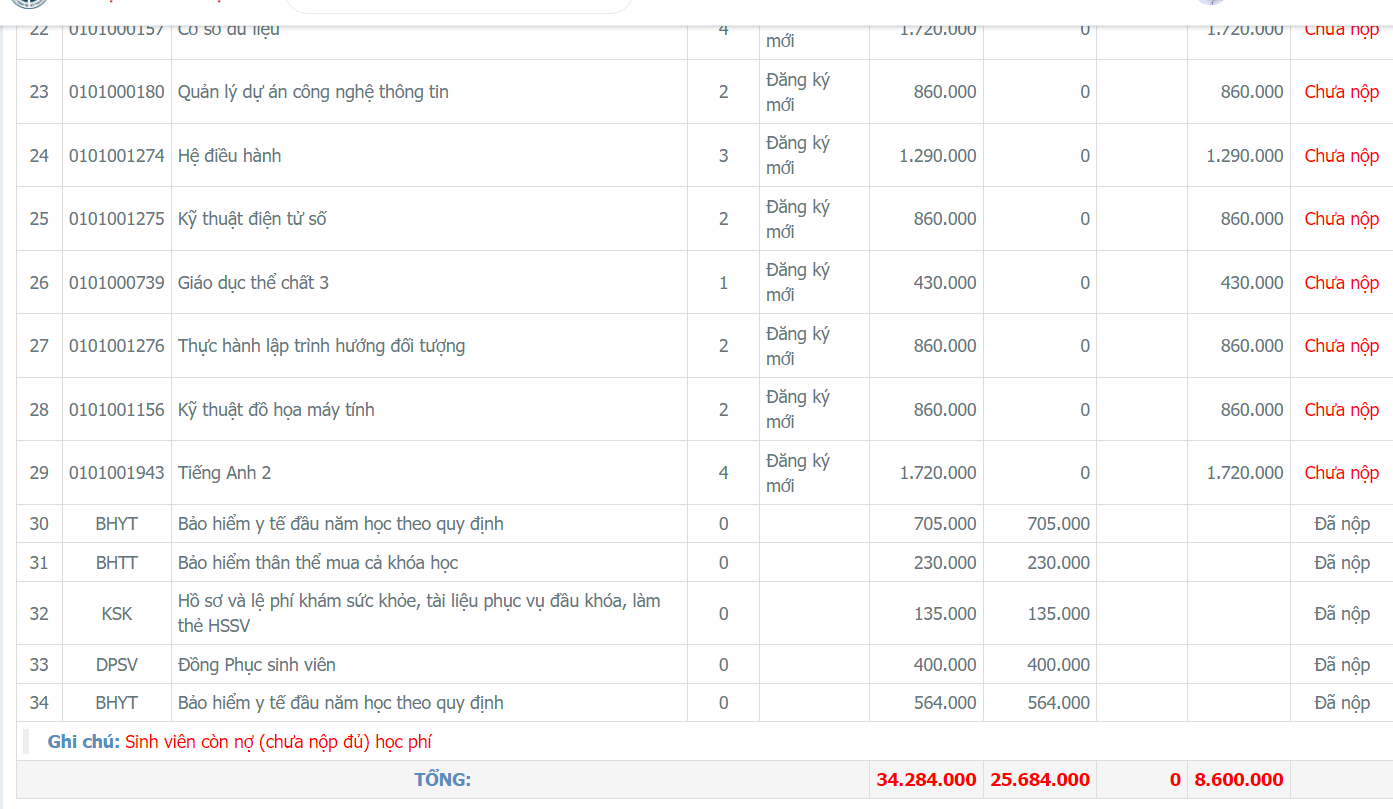 22 0101000157 Cơ sở dữ liệu 4 mới 1.720.000 0 1.720.000 Chưa nộp
23 0101000180 Quản lý dự án công nghệ thông tin 2 Đăng ký mới 860.000 0 860.000 Chưa nộp
24 0101001274 Hệ điều hành 3 Đăng ký mới 1.290.000 0 1.290.000 Chưa nộp
25 0101001275 Kỹ thuật điện tử số 2 Đăng ký mới 860.000 0 860.000 Chưa nộp
26 0101000739 Giáo dục thể chất 3 1 Đăng ký mới 430.000 0 430.000 Chưa nộp
27 0101001276 Thực hành lập trình hướng đối tượng 2 Đăng ký mới 860.000 0 860.000 Chưa nộp
28 0101001156 Kỹ thuật đồ họa máy tính 2 Đăng ký mới 860.000 0 860.000 Chưa nộp
29 0101001943 Tiếng Anh 2 4 Đăng ký mới 1.720.000 0 1.720.000 Chưa nộp
30 BHYT Bảo hiểm y tế đầu năm học theo quy định 0 705.000 705.000 Đã nộp
31 BHTT Bảo hiểm thân thể mua cả khóa học 0 230.000 230.000 Đã nộp
32 KSK Hồ sơ và lệ phí khám sức khỏe, tài liệu phục vụ đầu khóa, làm thẻ HSSV 0 135.000 135.000 Đã nộp
33 DPSV Đồng Phục sinh viên 0 400.000 400.000 Đã nộp
34 BHYT Bảo hiểm y tế đầu năm học theo quy định 0 564.000 564.000 Đã nộp
Ghi chú: Sinh viên còn nợ (chưa nộp đủ) học phí
TỔNG: 34.284.000 25.684.000 0 8.600.000